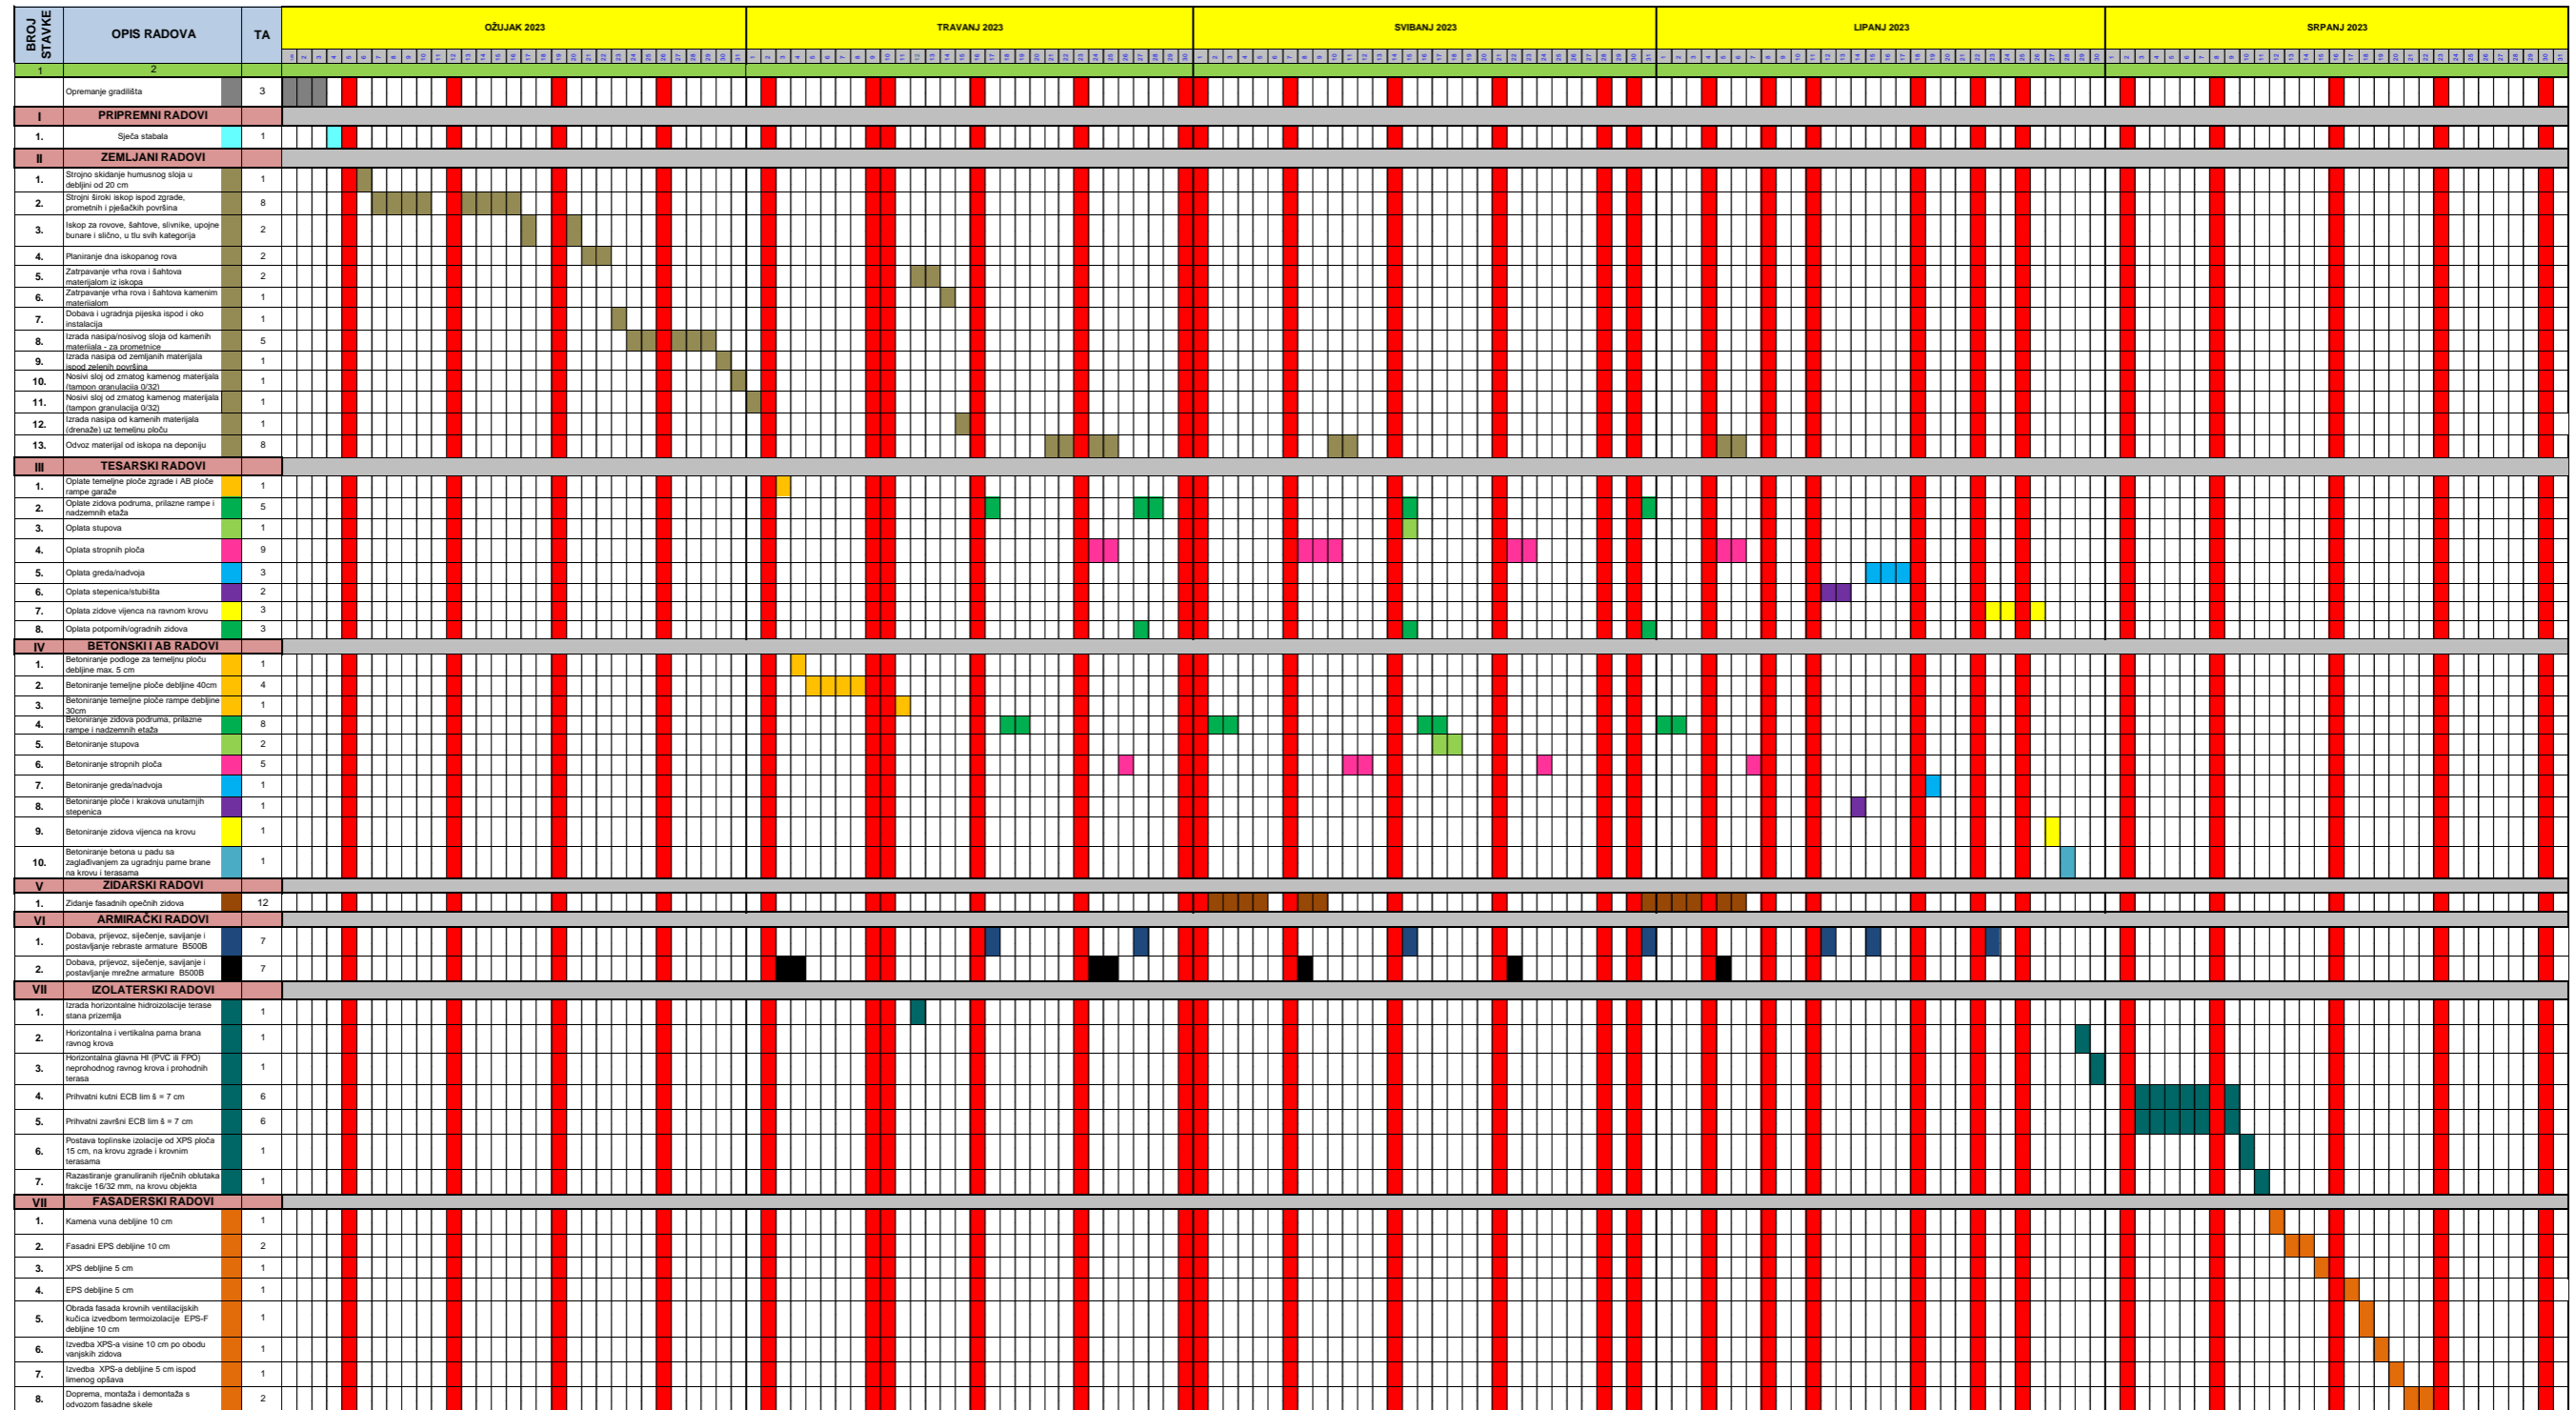 BROJ STAVKE OPIS RADOVA TA OŽUJAK 2023 TRAVANJ 2023 SVIBANJ 2023 LIPANJ 2023 SRPANJ 2023
1 2
Opremanje gradilišta 3
I PRIPREMNI RADOVI
1. Sječa stabala 1
II ZEMLJANI RADOVI
1. Strojno skidanje humusnog sloja u
debljini od 20 cm 1
2. Strojni široki iskop ispod zgrade,
prometnih i pješačkih površina 8
3. Iskop za rovove, šahtove, slivnike, upojne
bunare i slično, u tlu svih kategorija 2
4. Planiranje dna iskopanog rova 2
5. Zatrpavanje vrha rova i šahtova
materijalom iz iskopa 2
6. Zatrpavanje vrha rova i šahtova kamenim
materijalom 1
7. Dobava i ugradnja pijeska ispod i oko
instalacija 1
8. Izrada nasipa/nosivog sloja od kamenih
materijala - za prometnice 5
9. Izrada nasipa od zemljanih materijala
ispod zelenih površina 1
10. Nosivi sloj od zrnatog kamenog materijala
(tampon granulacija 0/32) 1
11. Nosivi sloj od zrnatog kamenog materijala
(tampon granulacija 0/32) 1
12. Izrada nasipa od kamenih materijala
(drenaže) uz temeljnu ploču 1
13. Odvoz materijal od iskopa na deponiju 8
III TESARSKI RADOVI
1. Oplate temeljne ploče zgrade i AB ploče
rampe garaže 1
2. Oplate zidova podruma, prilazne rampe i
nadzemnih etaža 5
3. Oplata stupova 1
4. Oplata stropnih ploča 9
5. Oplata greda/nadvoja 3
6. Oplata stepenica/stubišta 2
7. Oplata zidove vijenca na ravnom krovu 3
8. Oplata potpornih/ogradnih zidova 3
IV BETONSKI I AB RADOVI
1. Betoniranje podloge za temeljnu ploču
debljine max. 5 cm 1
2. Betoniranje temeljne ploče debljine 40cm 4
3. Betoniranje temeljne ploče rampe debljine
30cm 1
4. Betoniranje zidova podruma, prilazne
rampe i nadzemnih etaža 8
5. Betoniranje stupova 2
6. Betoniranje stropnih ploča 5
7. Betoniranje greda/nadvoja 1
8. Betoniranje ploče i krakova unutarnjih
stepenica 1
9. Betoniranje zidova vijenca na krovu 1
10. Betoniranje betona u padu sa
zaglađivanjem za ugradnju parne brane
na krovu i terasama 1
V ZIDARSKI RADOVI
1. Zidanje fasadnih opečnih zidova 12
VI ARMIRAČKI RADOVI
1. Dobava, prijevoz, siječenje, savijanje i
postavljanje rebraste armature B500B 7
2. Dobava, prijevoz, siječenje, savijanje i
postavljanje mrežne armature B500B 7
VII IZOLATERSKI RADOVI
1. Izrada horizontalne hidroizolacije terase
stana prizemlja 1
2. Horizontalna i vertikalna parna brana
ravnog krova 1
3. Horizontalna glavna HI (PVC ili FPO)
neprohodnog ravnog krova i prohodnih
terasa 1
4. Prihvatni kutni ECB lim š = 7 cm 6
5. Prihvatni završni ECB lim š = 7 cm 6
6. Postava toplinske izolacije od XPS ploča
15 cm, na krovu zgrade i krovnim
terasama 1
7. Razastiranje granuliranih riječnih oblutaka
frakcije 16/32 mm, na krovu objekta 1
VII FASADERSKI RADOVI
1. Kamena vuna debljine 10 cm 1
2. Fasadni EPS debljine 10 cm 2
3. XPS debljine 5 cm 1
4. EPS debljine 5 cm 1
5. Obrada fasada krovnih ventilacijskih
kučica izvedbom termoizolacije EPS-F
debljine 10 cm 1
6. Izvedba XPS-a visine 10 cm po obodu
vanjskih zidova 1
7. Izvedba XPS-a debljine 5 cm ispod
limenog opšava 1
8. Doprema, montaža i demontaža s
odvozom fasadne skele 2